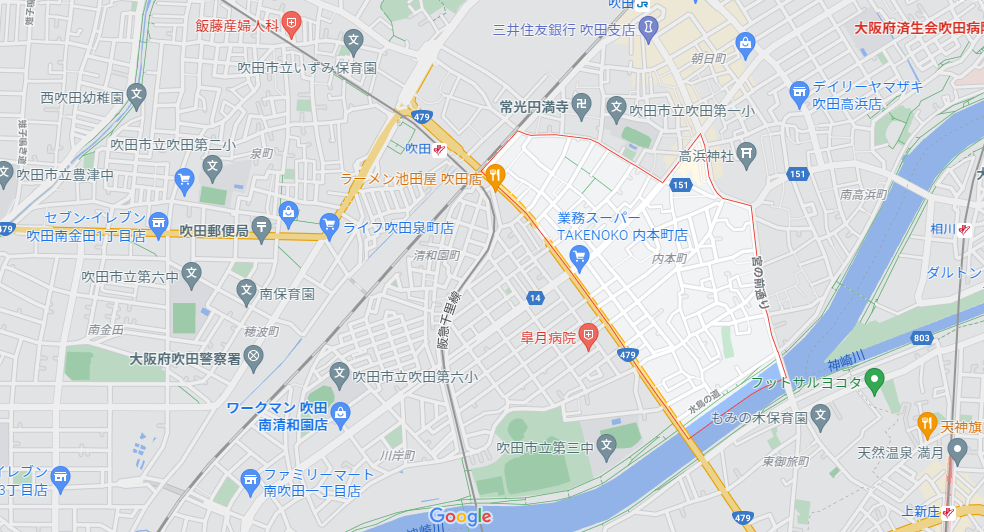 吹田
飯藤産婦人科
三井住友銀行 吹田支店
大阪府済生会吹田病院
吹田市立いずみ保育園
朝日町
西吹田幼稚園
デイリーヤマザキ
吹田高浜店
常光円満寺
吹田市立吹田第一小
479
吹田市立吹田第二小
吹田
泉町
高浜神社
吹田市立豊津中
ラーメン池田屋 吹田店
151
151
南高浜町
セブン-イレブン
吹田南金田1丁目店
479
吹田郵便局
ライフ吹田泉町店
業務スーパー
TAKENOKO 内本町店
相川
清和園町
内本町
吹田市立第六中
ダルトン
南保育園
14
宮の前通り
阪急千里線
南金田
穂波町
皐月病院
803
大阪府吹田警察署
479
神崎川
吹田市立吹田第六小
フットサルヨコタ
ワークマン 吹田
南清和園店
水鳥の道
もみの木保育園
天神旗
吹田市立第三中
天然温泉 満月
川岸町
東御旅町
イレブン
3丁目店
ファミリーマート
南吹田一丁目店
上新庄
Google
479
神崎川